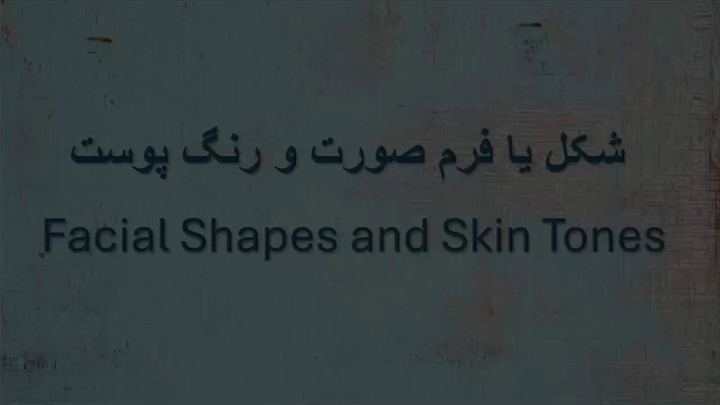 شکل یا فرم صورت و رنگ پوست
Facial Shapes and Skin Tones